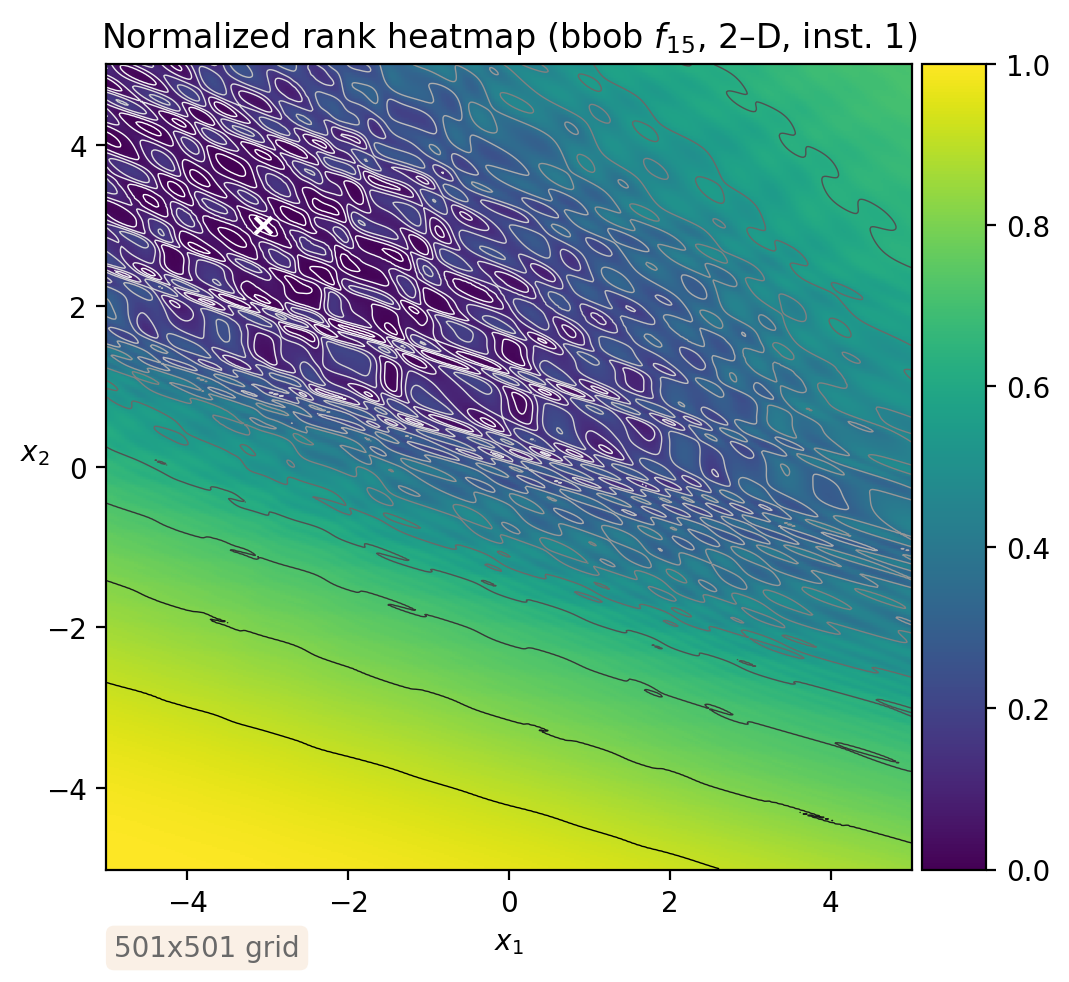 Normalized rank heatmap (bbob f₁₅, 2–D, inst. 1)
1.0
4
0.8
2
0.6
x₂
0
0.4
−2
0.2
−4
0.0
−4 −2 0 2 4
x₁
501x501 grid